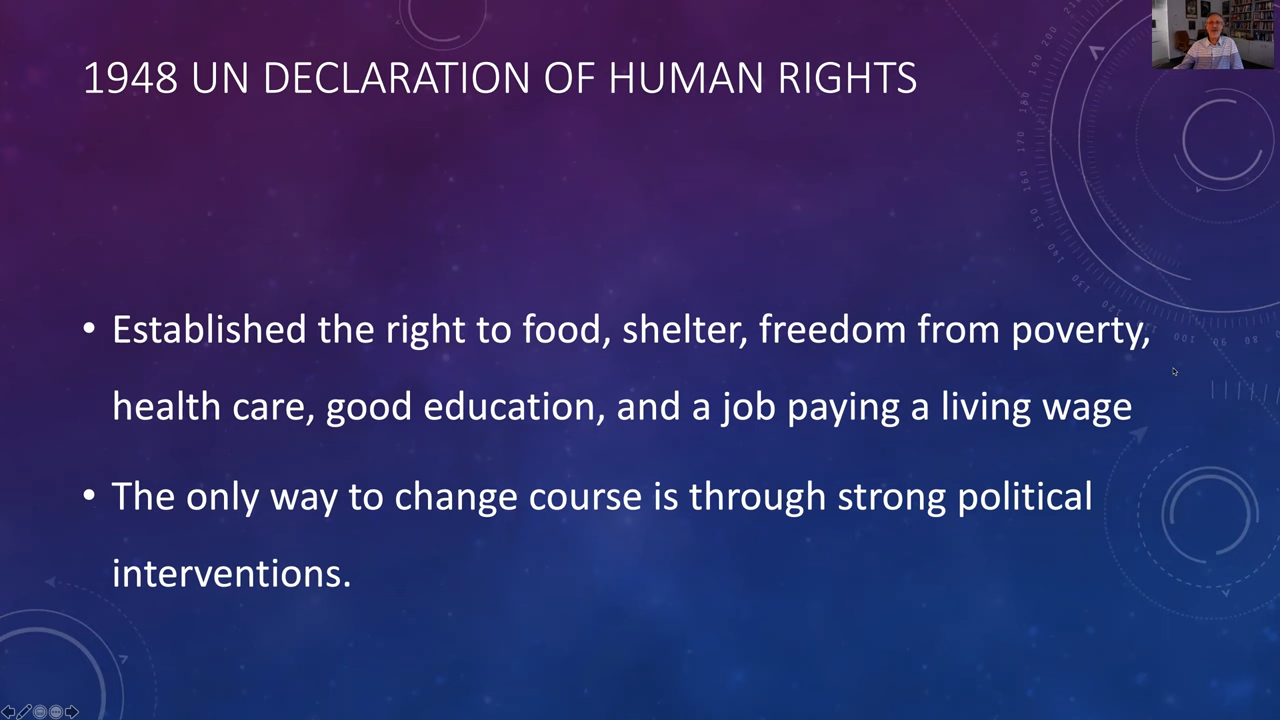 1948 UN DECLARATION OF HUMAN RIGHTS
• Established the right to food, shelter, freedom from poverty,
health care, good education, and a job paying a living wage
• The only way to change course is through strong political
interventions.